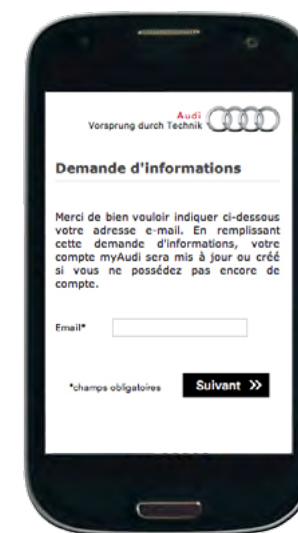 Audi
Vorsprung durch Technik
Demande d'informations
Merci de bien vouloir indiquer ci-dessous
votre adresse e-mail. En remplissant
cette demande d'informations, votre
compte myAudi sera mis à jour ou créé
si vous ne possédez pas encore de
compte.
Email*
*champs obligatoires
Suivant >>